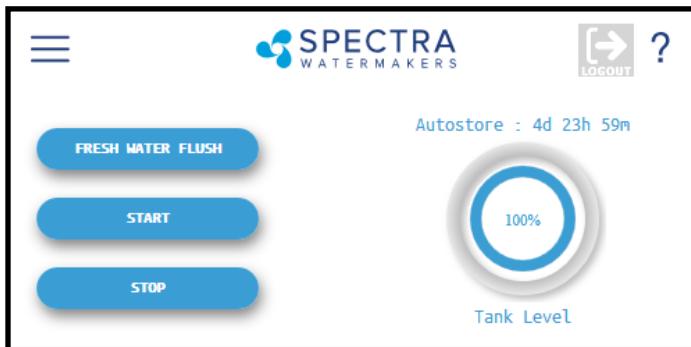 SPECTRA
WATERMAKERS
LOGOUT
?
Autostore : 4d 23h 59m
FRESH WATER FLUSH
START
100%
STOP
Tank Level